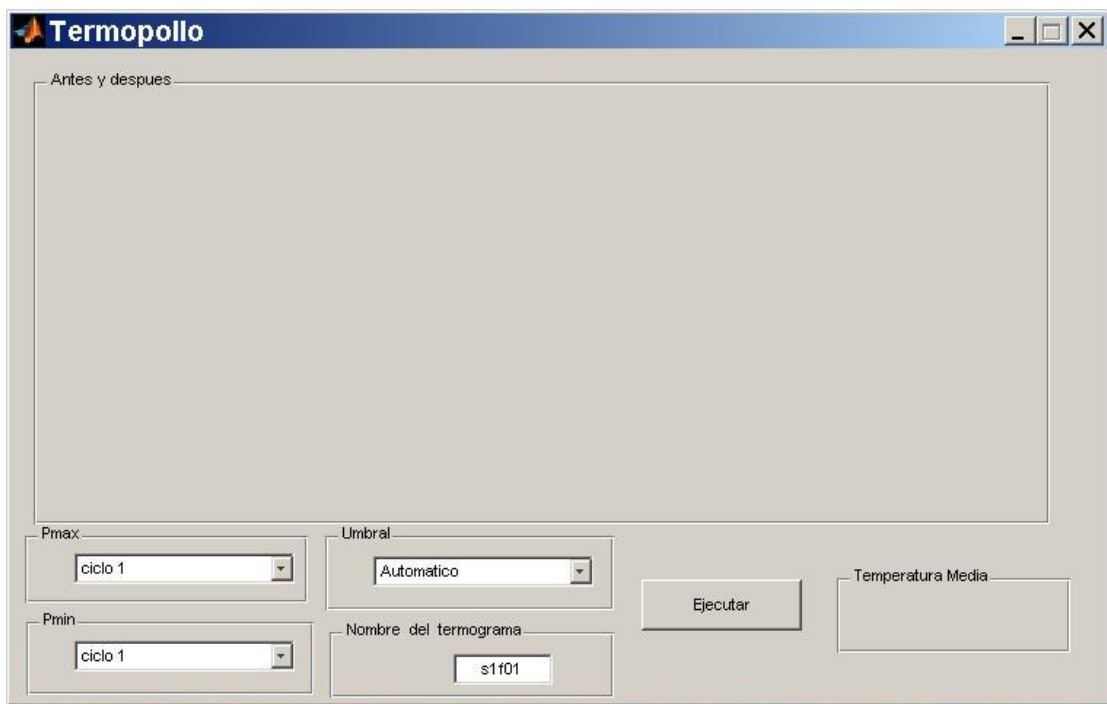 Termopollo
Antes y despues
Pmax
ciclo 1
Umbral
Automatico
Pmin
ciclo 1
Nombre del termograma
s1f01
Ejecutar
Temperatura Media